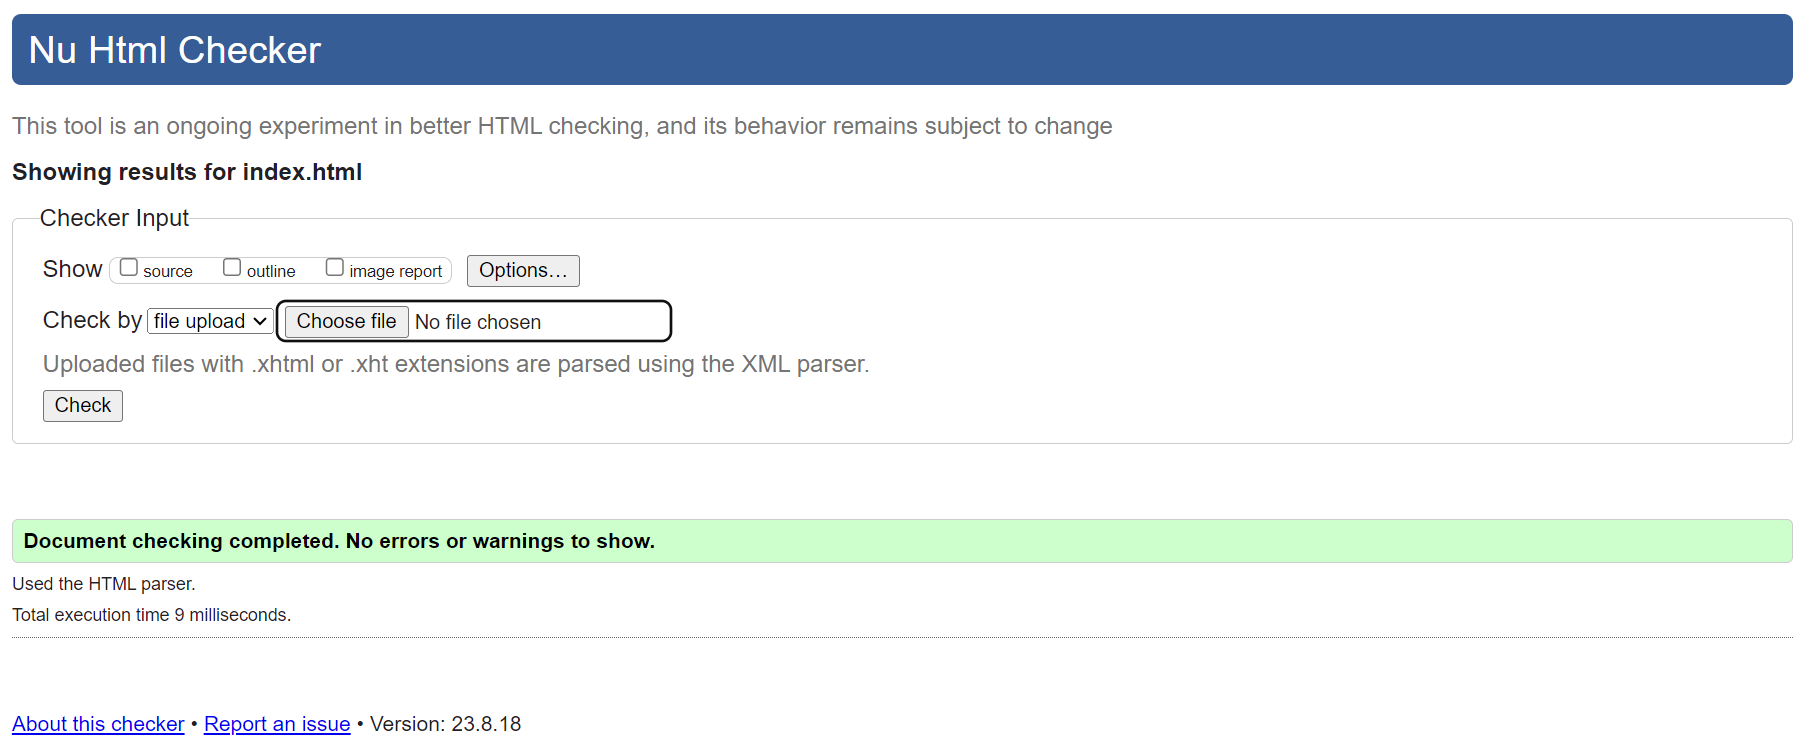 Nu Html Checker
This tool is an ongoing experiment in better HTML checking, and its behavior remains subject to change
Showing results for index.html
Checker Input
Show source outline image report Options…
Check by file upload Choose file No file chosen
Uploaded files with .xhtml or .xht extensions are parsed using the XML parser.
Check
Document checking completed. No errors or warnings to show.
Used the HTML parser.
Total execution time 9 milliseconds.
About this checker • Report an issue • Version: 23.8.18